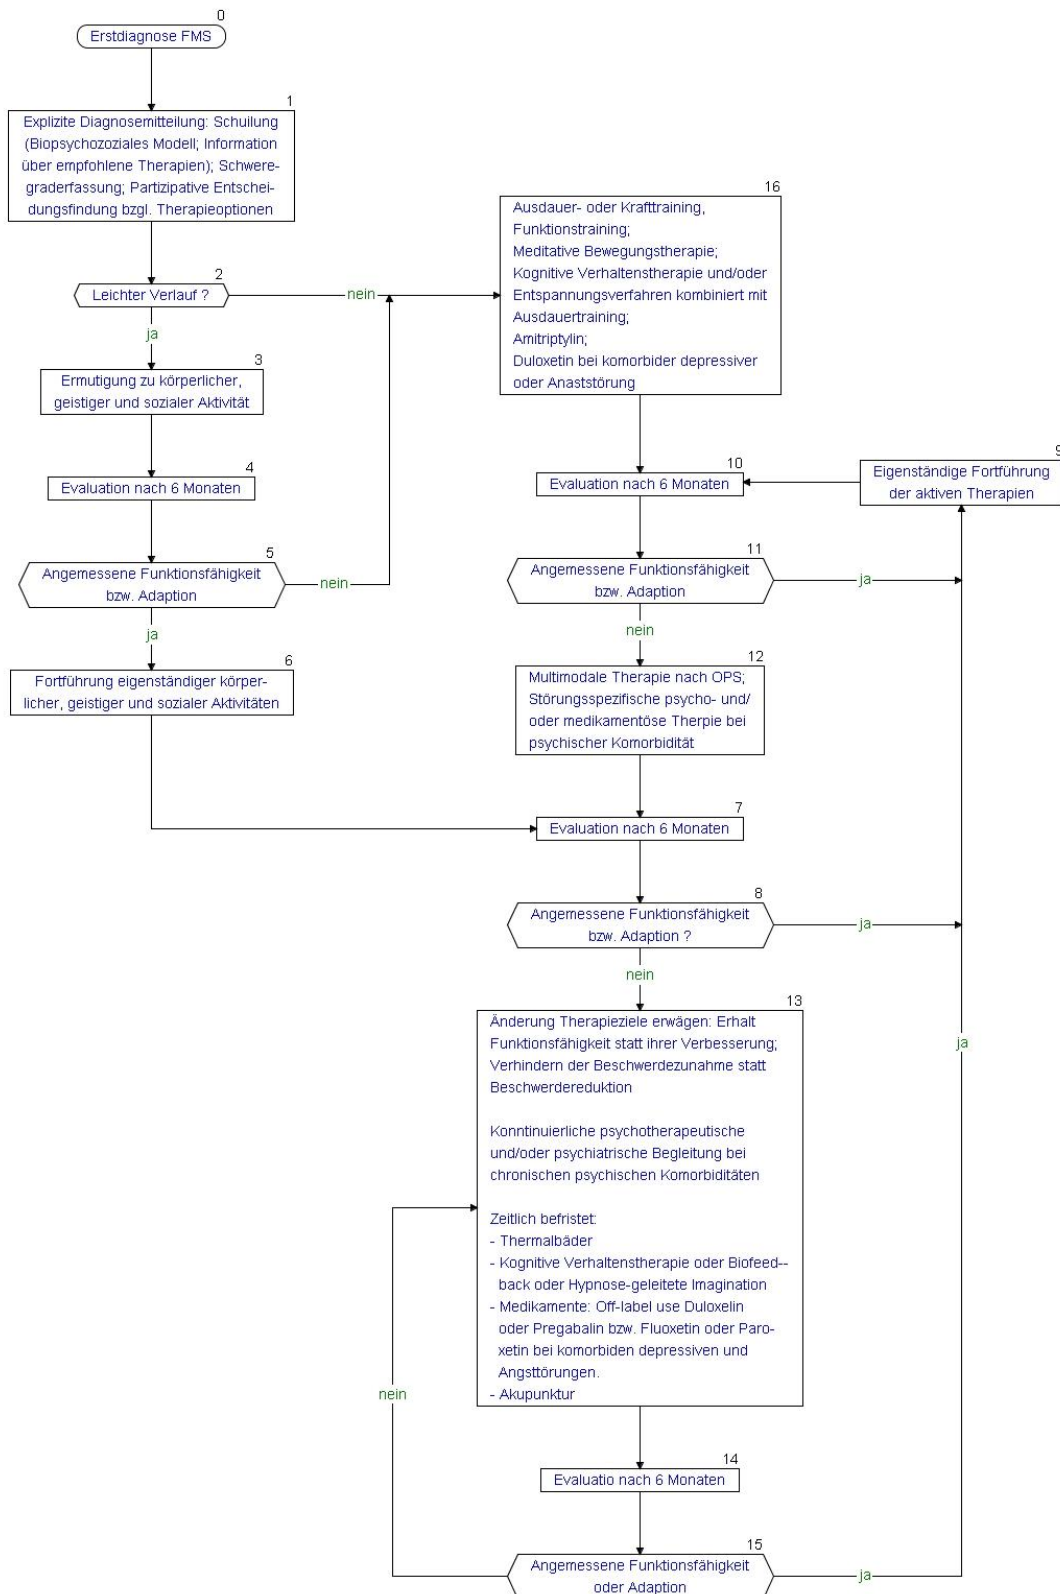 0
Erstdiagnose FMS
1
Explizite Diagnosemitteilung: Schuilung
(Biopsychozoziales Modell; Information
über empfohlene Therapien); Schwere-
graderfassung; Partizipative Entschei-
dungsfindung bzgl. Therapieoptionen
2
Leichter Verlauf ?
nein
ja
3
Ermutigung zu körperlicher,
geistiger und sozialer Aktivität
4
Evaluation nach 6 Monaten
5
Angemessene Funktionsfähigkeit
bzw. Adaption
nein
ja
6
Fortführung eigenständiger körper-
licher, geistiger und sozialer Aktivitäten
16
Ausdauer- oder Krafttraining,
Funktionstraining;
Meditative Bewegungstherapie;
Kognitive Verhaltenstherapie und/oder
Entspannungsverfahren kombiniert mit
Ausdauertraining;
Amitriptylin;
Duloxetin bei komorbider depressiver
oder Anaststörung
10
Evaluation nach 6 Monaten
9
Eigenständige Fortführung
der aktiven Therapien
11
Angemessene Funktionsfähigkeit
bzw. Adaption
ja
nein
12
Multimodale Therapie nach OPS;
Störungsspezifische psycho- und/
oder medikamentöse Therpie bei
psychischer Komorbidität
7
Evaluation nach 6 Monaten
8
Angemessene Funktionsfähigkeit
bzw. Adaption ?
ja
nein
13
Änderung Therapieziele erwägen: Erhalt
Funktionsfähigkeit statt ihrer Verbesserung;
Verhindern der Beschwerdezunahme statt
Beschwerdereduktion
Konntinuierliche psychotherapeutische
und/oder psychiatrische Begleitung bei
chronischen psychischen Komorbiditäten
Zeitlich befristet:
- Thermalbäder
- Kognitive Verhaltenstherapie oder Biofeed--
back oder Hypnose-geleitete Imagination
- Medikamente: Off-label use Duloxelin
oder Pregabalin bzw. Fluoxetin oder Paro-
xetin bei komorbiden depressiven und
Angsttörungen.
- Akupunktur
ja
nein
14
Evaluatio nach 6 Monaten
15
Angemessene Funktionsfähigkeit
oder Adaption
ja